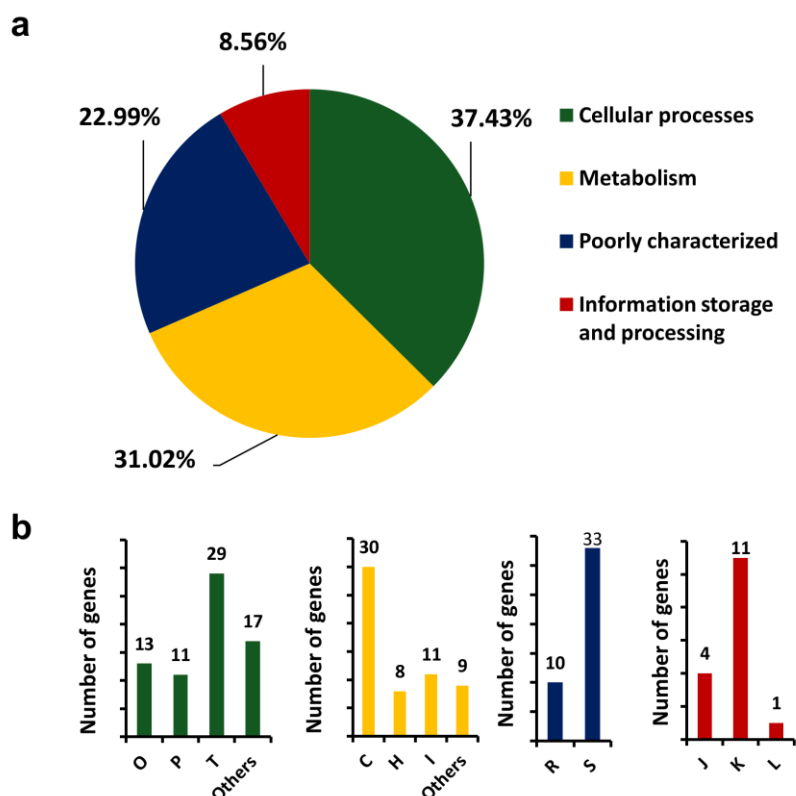 a
8.56%
22.99%
37.43%
31.02%
Cellular processes
Metabolism
Poorly characterized
Information storage
and processing
b
Number of genes
13
11
29
17
O
P
T
Others
Number of genes
30
8
11
9
C
H
I
Others
Number of genes
10
33
R
S
Number of genes
4
11
1
J
K
L